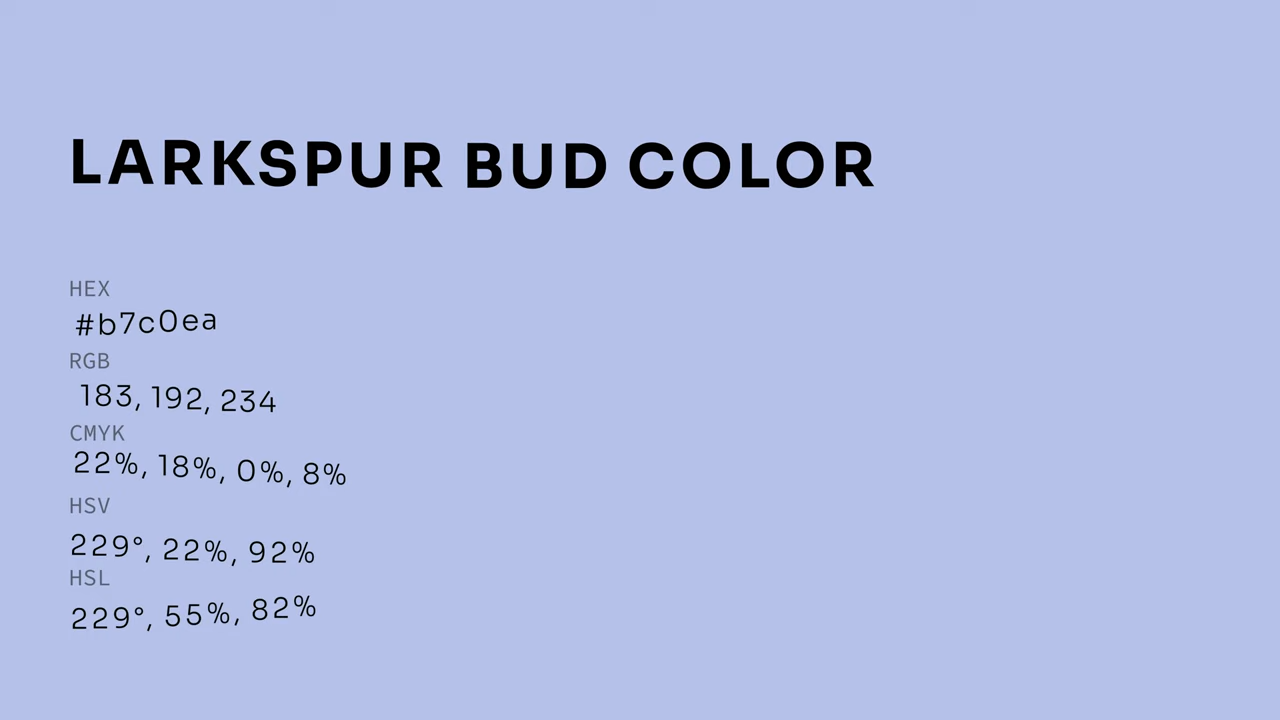 LARKSPUR BUD COLOR
HEX
#b7c0ea
RGB
183, 192, 234
CMYK
22%, 18%, 0%, 8%
HSV
229°, 22%, 92%
HSL
229°, 55%, 82%